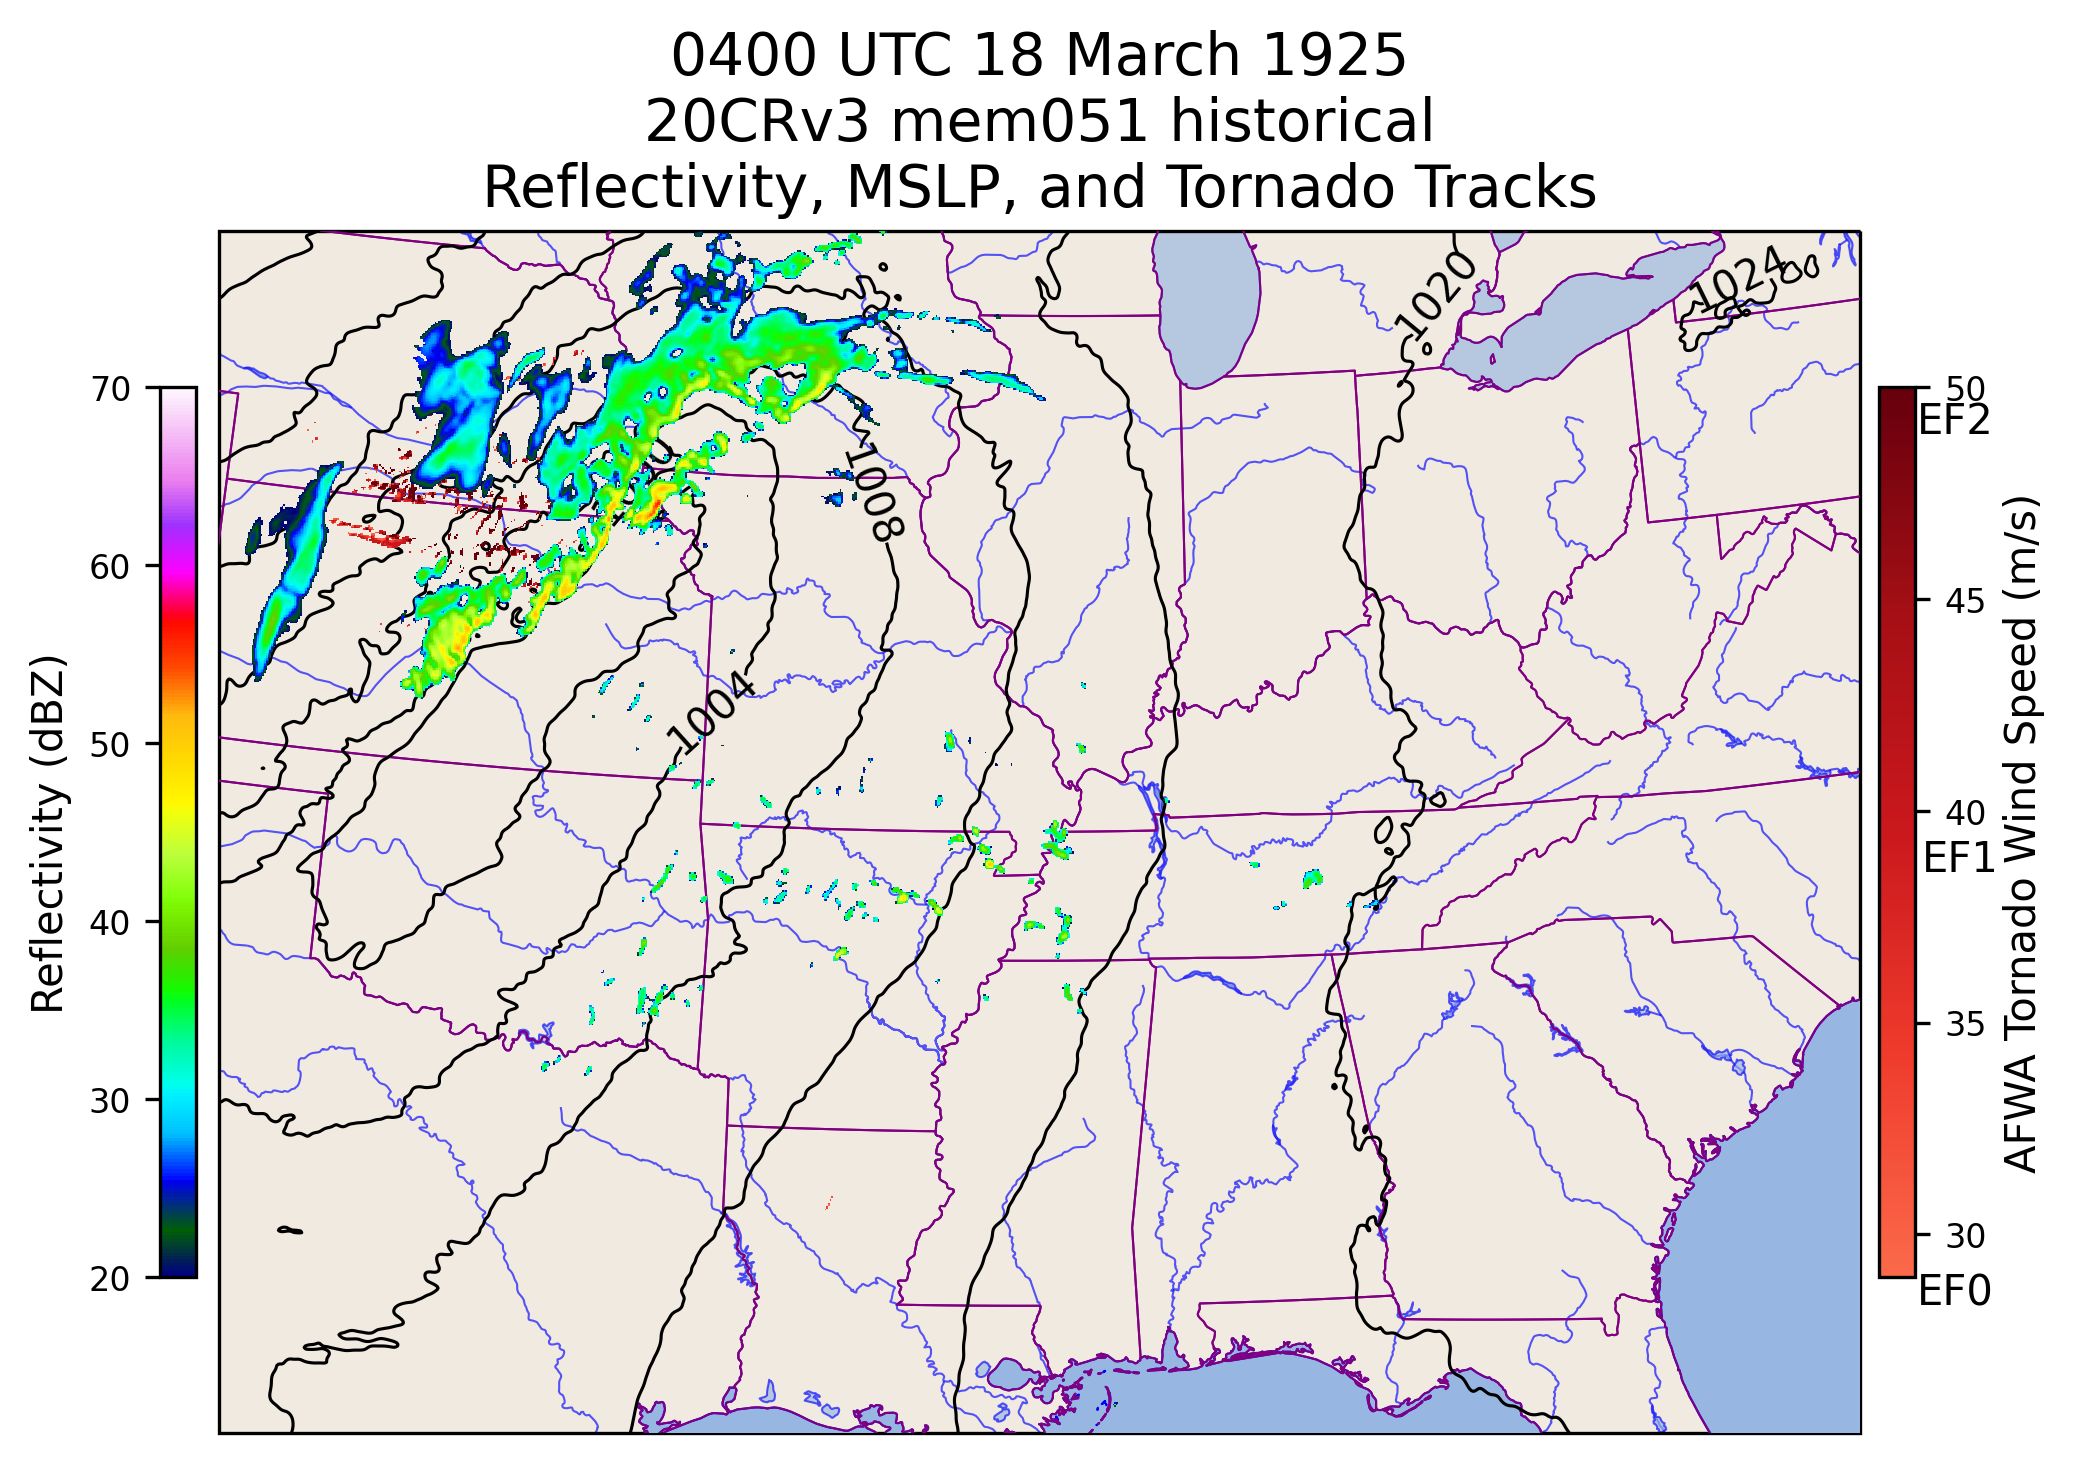 0400 UTC 18 March 1925
20CRv3 mem051 historical
Reflectivity, MSLP, and Tornado Tracks
1020
1024
1008
1004
70
60
50
40
30
20
Reflectivity (dBZ)
50
EF2
45
40
EF1
35
30
EF0
AFWA Tornado Wind Speed (m/s)